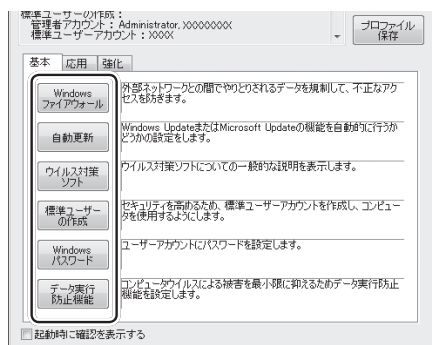 標準ユーザーの作成：
管理者アカウント：Administrator, XXXXXXXX
標準ユーザーアカウント：XXXX
プロファイル
保存
基本 応用 強化
Windows
ファイアウォール
外部ネットワークとの間でやりとりされるデータを規制して、不正なアク
セスを防ぎます。
自動更新
Windows UpdateまたはMicrosoft Updateの機能を自動的に行うか
どうかの設定をします。
ウイルス対策
ソフト
ウイルス対策ソフトについての一般的な説明を表示します。
標準ユーザー
の作成
セキュリティを高めるため、標準ユーザーアカウントを作成し、コンピュー
タを使用するようにします。
Windows
パスワード
ユーザーアカウントにパスワードを設定します。
データ実行
防止機能
コンピュータウイルスによる被害を最小限に抑えるためデータ実行防止
機能を設定します。
起動時に確認を表示する